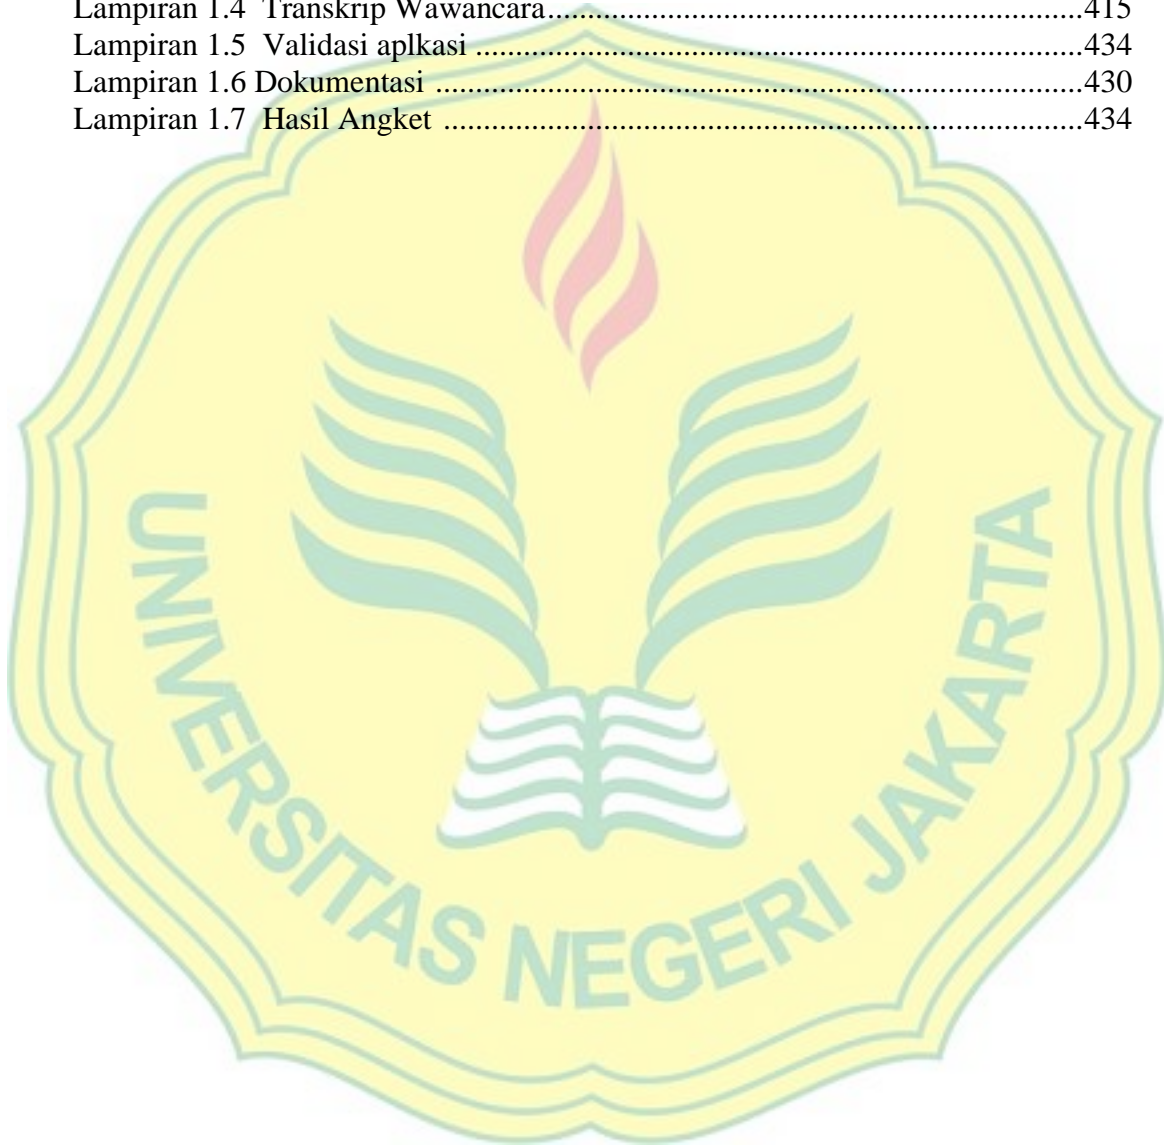 Lampiran 1.4 Transkrip Wawancara....................................................................415
Lampiran 1.5 Validasi aplkasi .............................................................................434
Lampiran 1.6 Dokumentasi ..................................................................................430
Lampiran 1.7 Hasil Angket .................................................................................434
UNIVERSITAS NEGERI JAKARTA